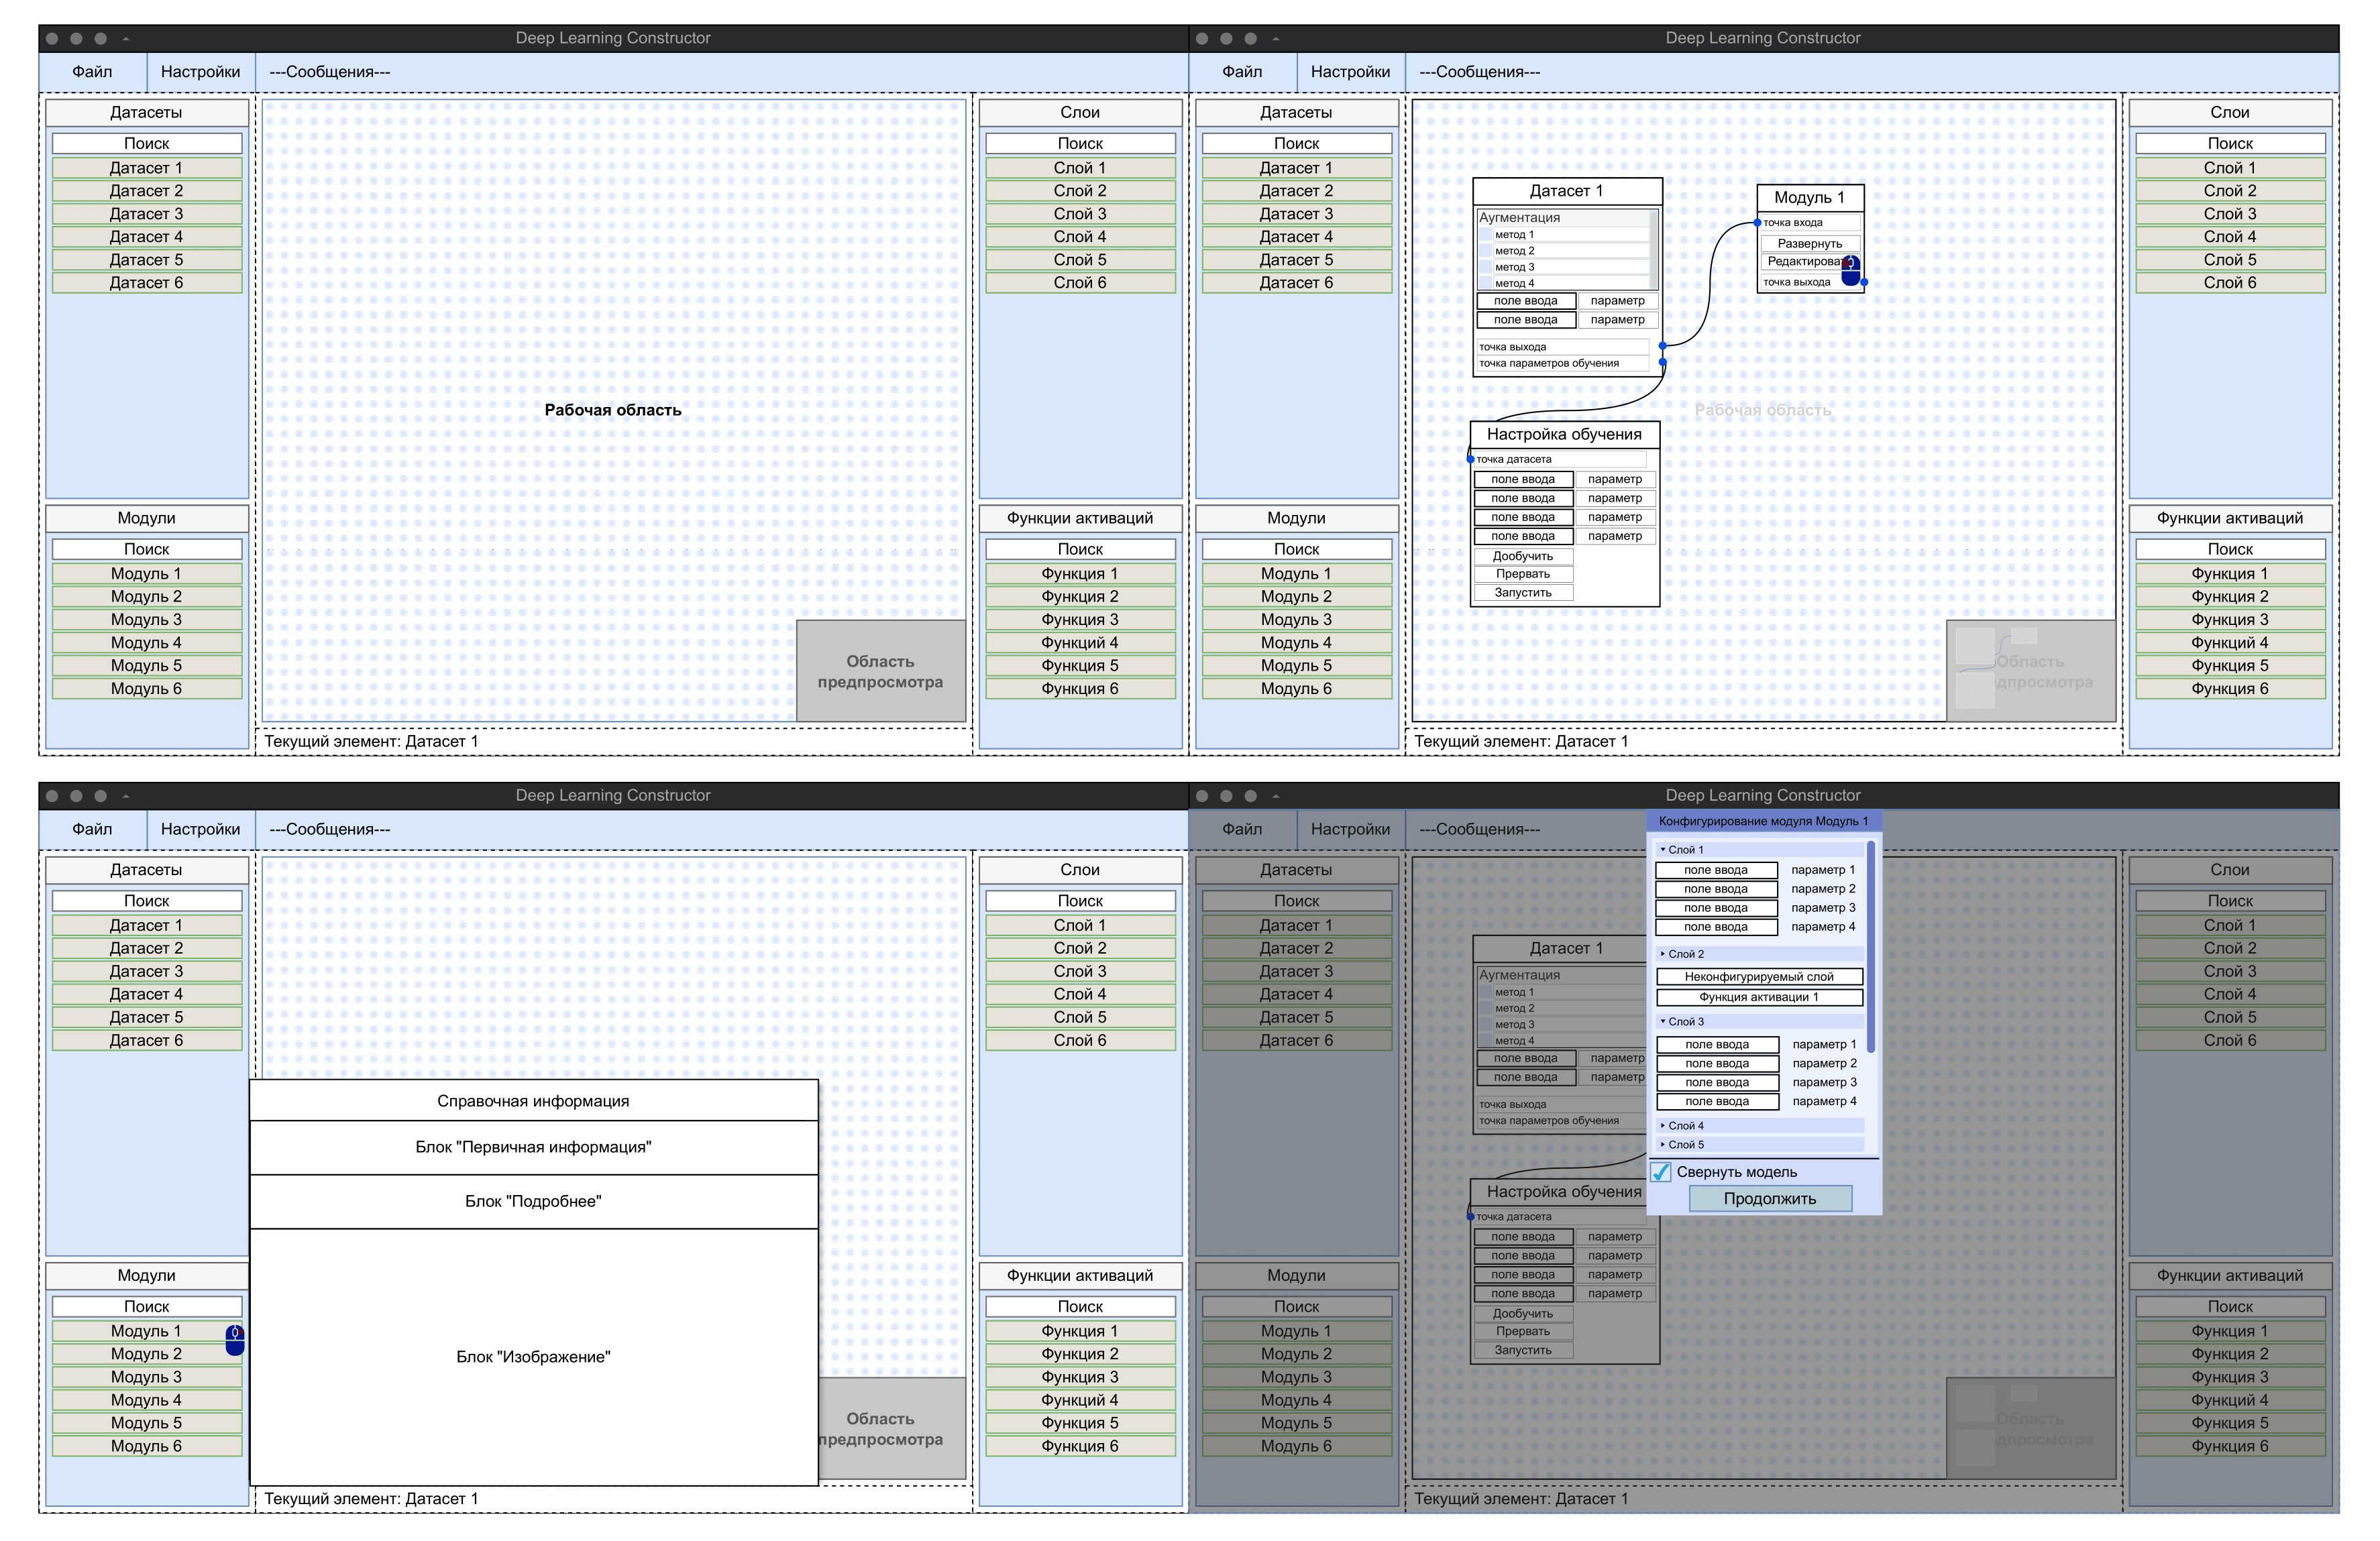 Deep Learning Constructor
Файл
Настройки
---Сообщения---
Датасеты
Поиск
Датасет 1
Датасет 2
Датасет 3
Датасет 4
Датасет 5
Датасет 6
Модули
Поиск
Модуль 1
Модуль 2
Модуль 3
Модуль 4
Модуль 5
Модуль 6
Рабочая область
Область
предпросмотра
Текущий элемент: Датасет 1
Слои
Поиск
Слой 1
Слой 2
Слой 3
Слой 4
Слой 5
Слой 6
Функции активаций
Поиск
Функция 1
Функция 2
Функция 3
Функций 4
Функция 5
Функция 6
Deep Learning Constructor
Файл
Настройки
---Сообщения---
Датасеты
Поиск
Датасет 1
Датасет 2
Датасет 3
Датасет 4
Датасет 5
Датасет 6
Модули
Поиск
Модуль 1
Модуль 2
Модуль 3
Модуль 4
Модуль 5
Модуль 6
Датасет 1
Аугментация
метод 1
метод 2
метод 3
метод 4
поле ввода параметр
поле ввода параметр
точка выхода
точка параметров обучения
Модуль 1
точка входа
Развернуть
Редактироват
точка выхода
Рабочая область
Настройка обучения
точка датасета
поле ввода параметр
поле ввода параметр
поле ввода параметр
поле ввода параметр
Дообучить
Прервать
Запустить
Область
дпросмотра
Текущий элемент: Датасет 1
Слои
Поиск
Слой 1
Слой 2
Слой 3
Слой 4
Слой 5
Слой 6
Функции активаций
Поиск
Функция 1
Функция 2
Функция 3
Функций 4
Функция 5
Функция 6
Deep Learning Constructor
Файл
Настройки
---Сообщения---
Датасеты
Поиск
Датасет 1
Датасет 2
Датасет 3
Датасет 4
Датасет 5
Датасет 6
Модули
Поиск
Модуль 1
Модуль 2
Модуль 3
Модуль 4
Модуль 5
Модуль 6
Справочная информация
Блок "Первичная информация"
Блок "Подробнее"
Блок "Изображение"
Область
предпросмотра
Текущий элемент: Датасет 1
Слои
Поиск
Слой 1
Слой 2
Слой 3
Слой 4
Слой 5
Слой 6
Функции активаций
Поиск
Функция 1
Функция 2
Функция 3
Функций 4
Функция 5
Функция 6
Deep Learning Constructor
Файл
Настройки
---Сообщения---
Датасеты
Поиск
Датасет 1
Датасет 2
Датасет 3
Датасет 4
Датасет 5
Датасет 6
Модули
Поиск
Модуль 1
Модуль 2
Модуль 3
Модуль 4
Модуль 5
Модуль 6
Датасет 1
Аугментация
метод 1
метод 2
метод 3
метод 4
поле ввода параметр
поле ввода параметр
точка выхода
точка параметров обучения
Настройка обучения
точка датасета
поле ввода параметр
поле ввода параметр
поле ввода параметр
поле ввода параметр
Дообучить
Прервать
Запустить
Конфигурирование модуля Модуль 1
Слой 1
поле ввода параметр 1
поле ввода параметр 2
поле ввода параметр 3
поле ввода параметр 4
Слой 2
Неконфигурируемый слой
Функция активации 1
Слой 3
поле ввода параметр 1
поле ввода параметр 2
поле ввода параметр 3
поле ввода параметр 4
Слой 4
Слой 5
Свернуть модель
Продолжить
Область
дпросмотра
Текущий элемент: Датасет 1
Слои
Поиск
Слой 1
Слой 2
Слой 3
Слой 4
Слой 5
Слой 6
Функции активаций
Поиск
Функция 1
Функция 2
Функция 3
Функций 4
Функция 5
Функция 6